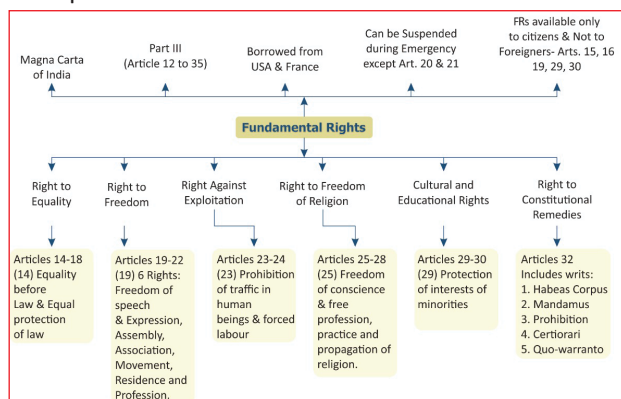 Magna Carta
of India
Part III
(Article 12 to 35)
Borrowed from
USA & France
Can be Suspended
during Emergency
except Art. 20 & 21
FRs available only
to citizens & Not to
Foreigners- Arts. 15, 16
19, 29, 30
Fundamental Rights
Right to
Equality
Right to
Freedom
Right Against
Exploitation
Right to Freedom
of Religion
Cultural and
Educational Rights
Right to
Constitutional
Remedies
Articles 14-18
(14) Equality
before
Law & Equal
protection
of law
Articles 19-22
(19) 6 Rights:
Freedom of
speech
& Expression,
Assembly,
Association,
Movement,
Residence and
Profession.
Articles 23-24
(23) Prohibition
of traffic in
human
beings & forced
labour
Articles 25-28
(25) Freedom
of conscience
& free
profession,
practice and
propagation of
religion.
Articles 29-30
(29) Protection
of interests of
minorities
Articles 32
Includes writs:
1. Habeas Corpus
2. Mandamus
3. Prohibition
4. Certiorari
5. Quo-warranto